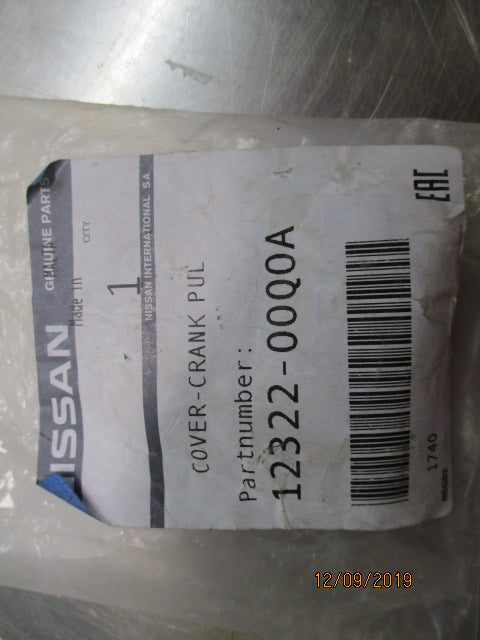 NISSAN
GENUINE PARTS
Made in
QTY
1
NISSAN INTERNATIONAL S.A.
COVER-CRANK PUL
Partnumber:
12322-00Q0A
EAC
1740
12/09/2019